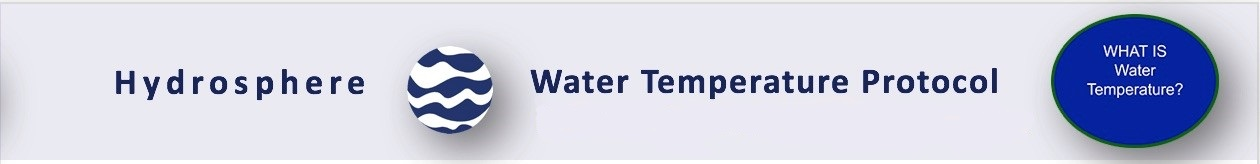 Hydrosphere
Water Temperature Protocol
WHAT IS
Water
Temperature?